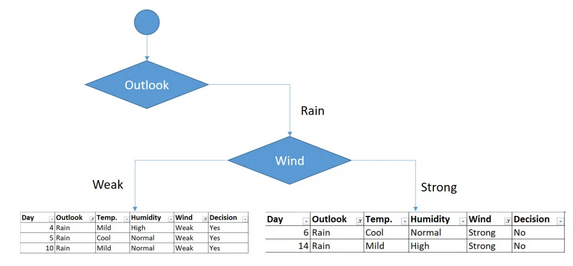 Outlook
Rain
Wind
Weak
Strong
Day Outlook Temp. Humidity Wind Decision
4 Rain Mild High Weak Yes
5 Rain Cool Normal Weak Yes
10 Rain Mild Normal Weak Yes
Day Outlook Temp. Humidity Wind Decision
6 Rain Cool Normal Strong No
14 Rain Mild High Strong No